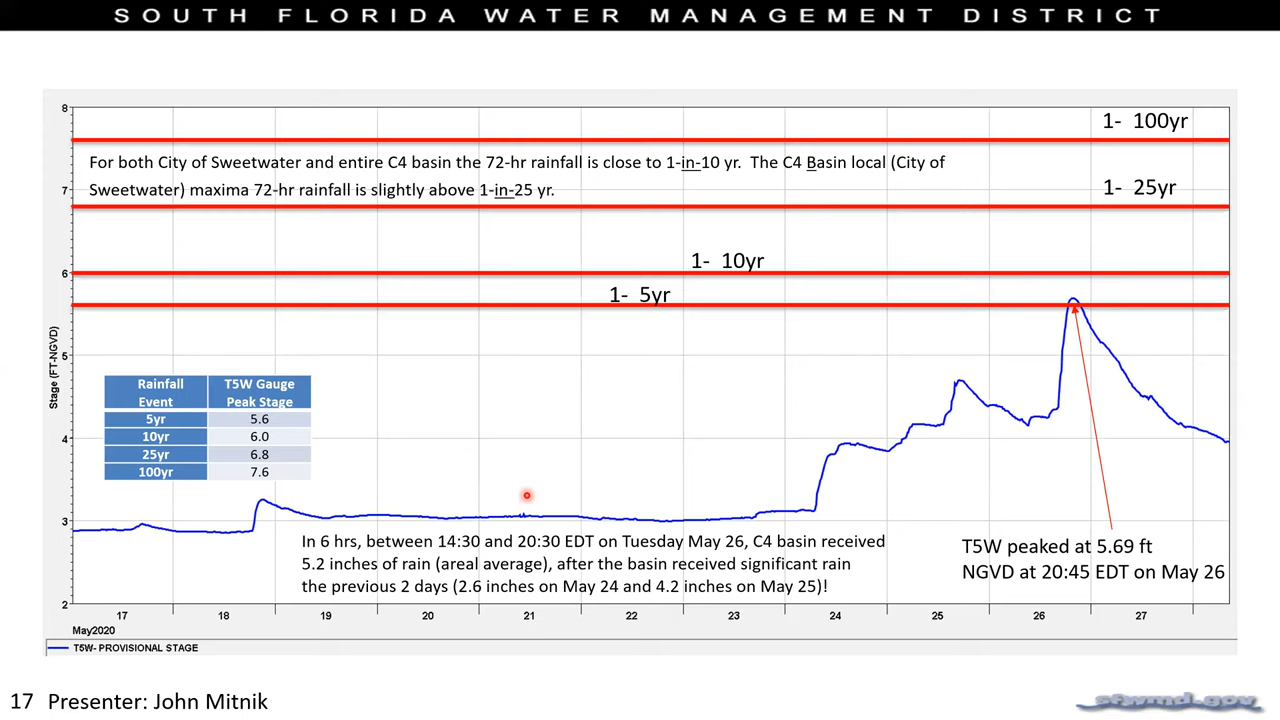 SOUTH FLORIDA WATER MANAGEMENT DISTRICT
8
1- 100yr
For both City of Sweetwater and entire C4 basin the 72-hr rainfall is close to 1-in-10 yr. The C4 Basin local (City of
Sweetwater) maxima 72-hr rainfall is slightly above 1-in-25 yr.
7
1- 25yr
1- 10yr
6
1- 5yr
Stage (FT-NGVD)
5
Rainfall Event T5W Gauge Peak Stage
5yr 5.6
10yr 6.0
25yr 6.8
100yr 7.6
4
3
In 6 hrs, between 14:30 and 20:30 EDT on Tuesday May 26, C4 basin received
5.2 inches of rain (areal average), after the basin received significant rain
the previous 2 days (2.6 inches on May 24 and 4.2 inches on May 25)!
T5W peaked at 5.69 ft
NGVD at 20:45 EDT on May 26
2
17 18 19 20 21 22 23 24 25 26 27
May2020
T5W- PROVISIONAL STAGE
17 Presenter: John Mitnik
sfwmd.gov